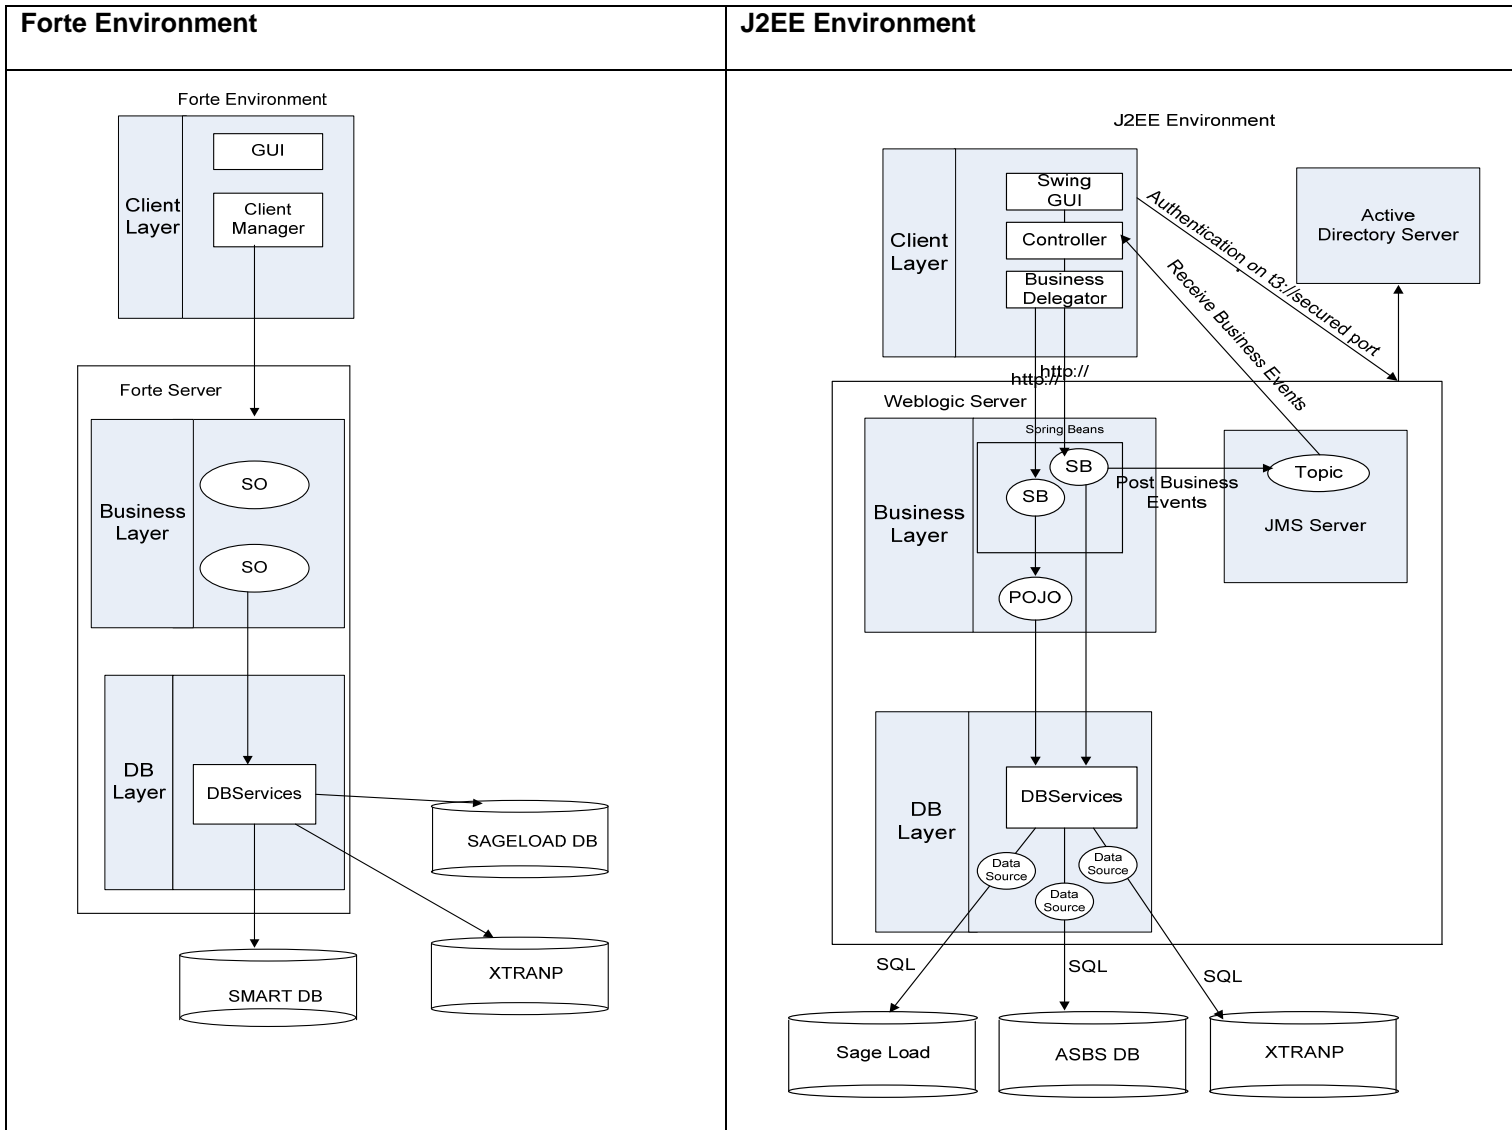 Forte Environment
J2EE Environment
Forte Environment
GUI
Client
Layer
Client
Manager
Forte Server
SO
Business
Layer
SO
DB
Layer
DBServices
SAGELOAD DB
XTRANP
SMART DB
J2EE Environment
Swing
GUI
Client
Layer
Controller
Business
Delegator
Authentication on t3://secured port
Receive Business Events
Active
Directory Server
http://
http://
Weblogic Server
Spring Beans
SB
SB
Business
Layer
POJO
Post Business
Events
Topic
JMS Server
DB
Layer
DBServices
Data
Source
Data
Source
Data
Source
SQL
SQL
SQL
Sage Load
ASBS DB
XTRANP